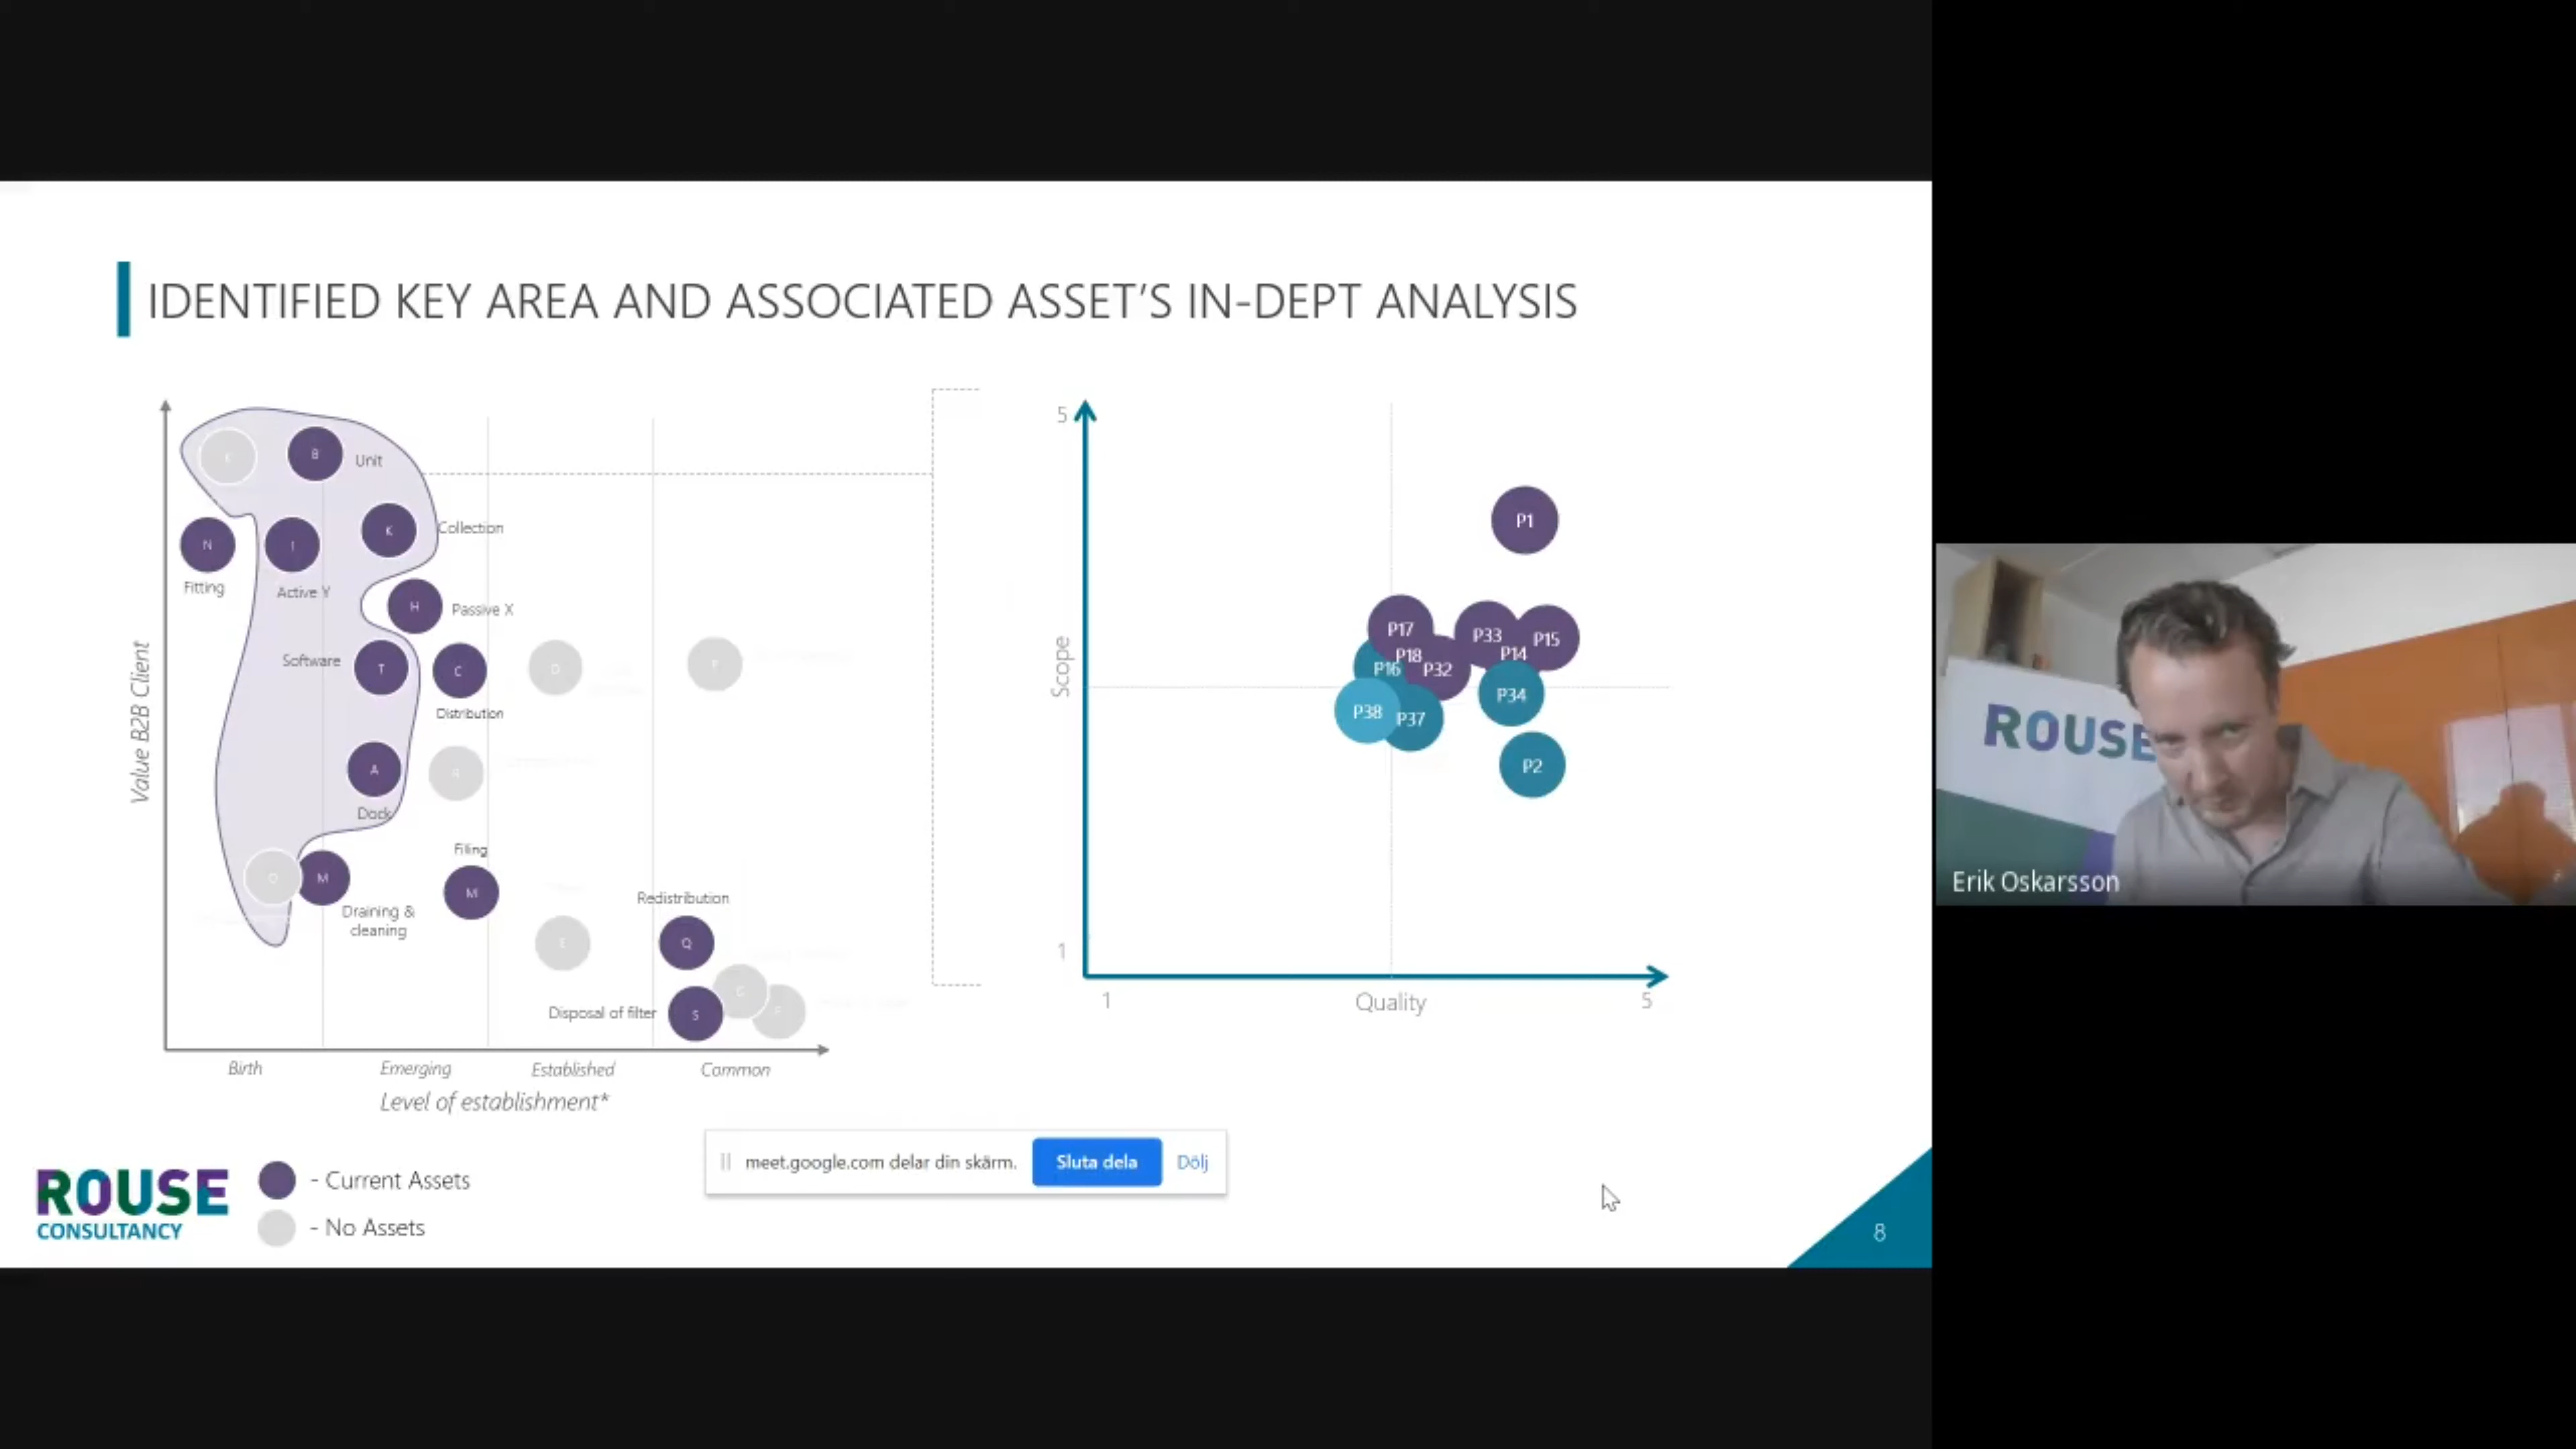 IDENTIFIED KEY AREA AND ASSOCIATED ASSET'S IN-DEPT ANALYSIS
Value B2B Client
B
Unit
K
Collection
N
Fitting
I
Active Y
H
Passive X
Software
T
C
Distribution
D
A
Dock
M
Draining &
cleaning
Filing
M
E
Redistribution
Q
Disposal of filter
S
Birth
Emerging
Established
Common
Level of establishment*
5
Scope
1
P1
P17
P33
P15
P18
P14
P16
P32
P34
P38
P37
P2
1
Quality
5
ROUSE
CONSULTANCY
- Current Assets
- No Assets
meet.google.com delar din skärm.
Sluta dela
Dölj
8
ROUSE
Erik Oskarsson